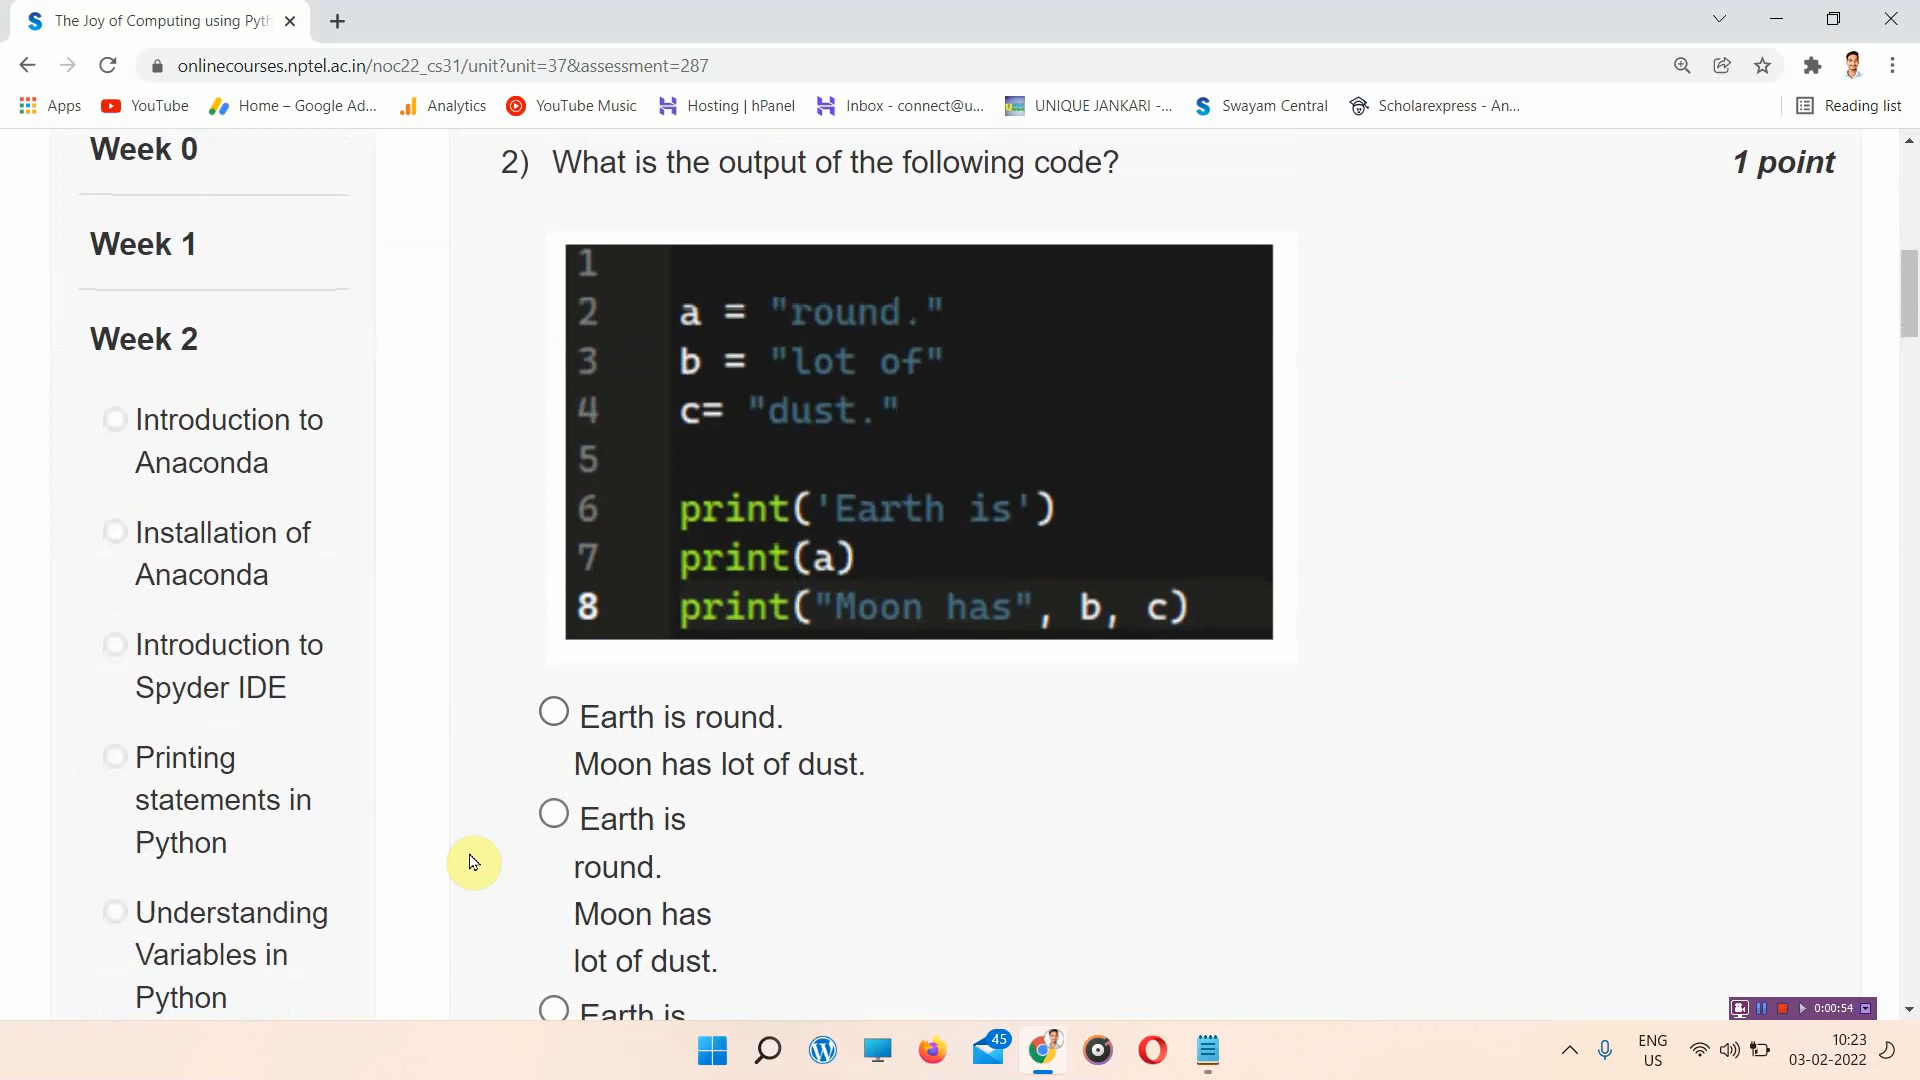 The Joy of Computing using Pyth
onlinecourses.nptel.ac.in/noc22_cs31/unit?unit=37&assessment=287
Apps YouTube Home – Google Ad... Analytics YouTube Music Hosting | hPanel Inbox - connect@u... UNIQUE JANKARI -... Swayam Central Scholarexpress - An... Reading list
Week 0
Week 1
Week 2
Introduction to
Anaconda
Installation of
Anaconda
Introduction to
Spyder IDE
Printing
statements in
Python
Understanding
Variables in
Python
2) What is the output of the following code? 1 point
1
2 a = "round."
3 b = "lot of"
4 c= "dust."
5
6 print('Earth is')
7 print(a)
8 print("Moon has", b, c)
Earth is round.
Moon has lot of dust.
Earth is
round.
Moon has
lot of dust.
Earth is
0:00:54
45
ENG
US
10:23
03-02-2022